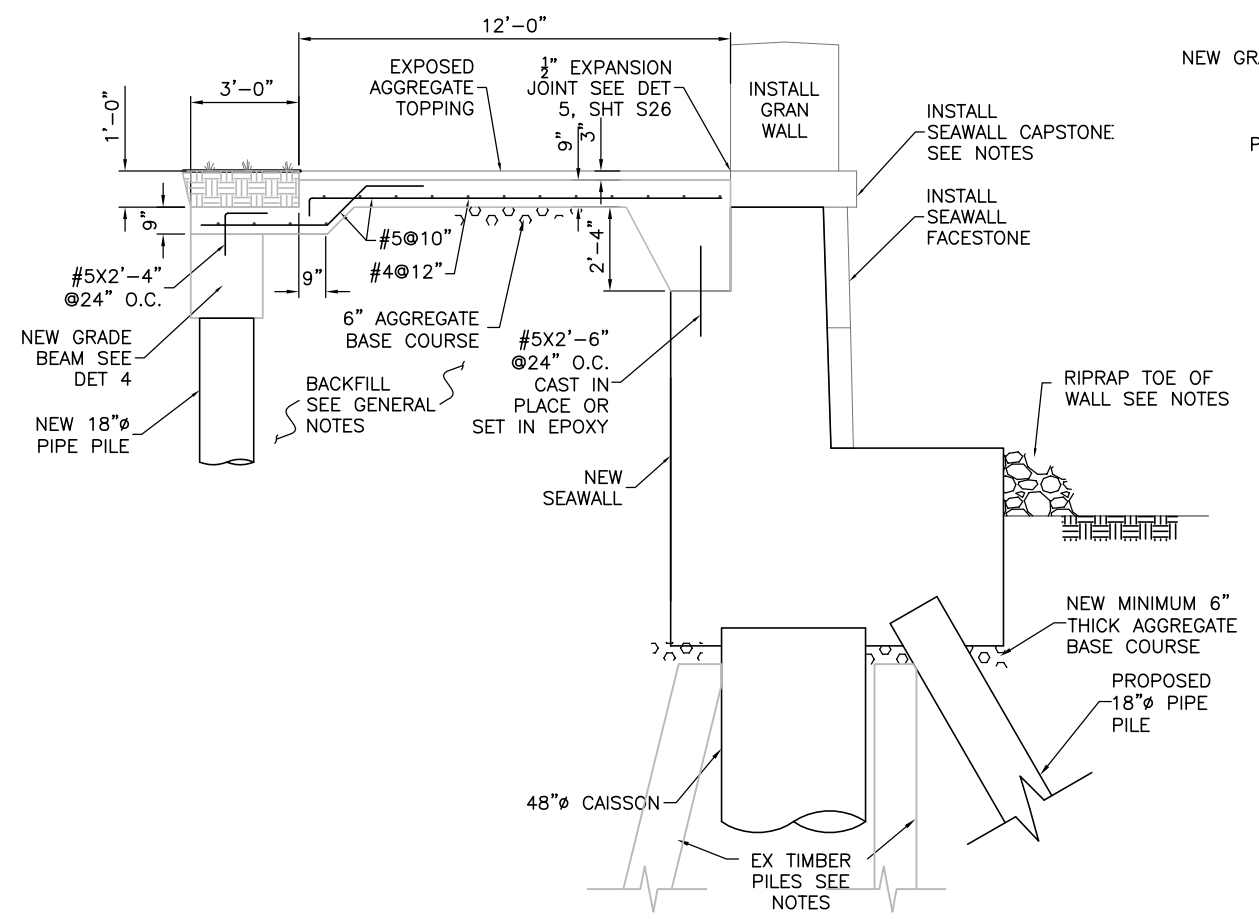 12'-0"
NEW GR
EXPOSED
AGGREGATE
TOPPING
½" EXPANSION
JOINT SEE DET
5, SHT S26
INSTALL
GRAN
WALL
3'-0"
1'-0"
9"
3"
INSTALL
SEAWALL CAPSTONE
SEE NOTES
P
INSTALL
SEAWALL
FACESTONE
9"
#5@10"
#4@12"
2'-4"
9"
#5X2'-4"
@24" O.C.
6" AGGREGATE
BASE COURSE
NEW GRADE
BEAM SEE
DET 4
#5X2'-6"
@24" O.C.
CAST IN
PLACE OR
SET IN EPOXY
BACKFILL
SEE GENERAL
NOTES
NEW 18"ø
PIPE PILE
RIPRAP TOE OF
WALL SEE NOTES
NEW
SEAWALL
NEW MINIMUM 6"
THICK AGGREGATE
BASE COURSE
PROPOSED
18"ø PIPE
PILE
48"ø CAISSON
EX TIMBER
PILES SEE
NOTES